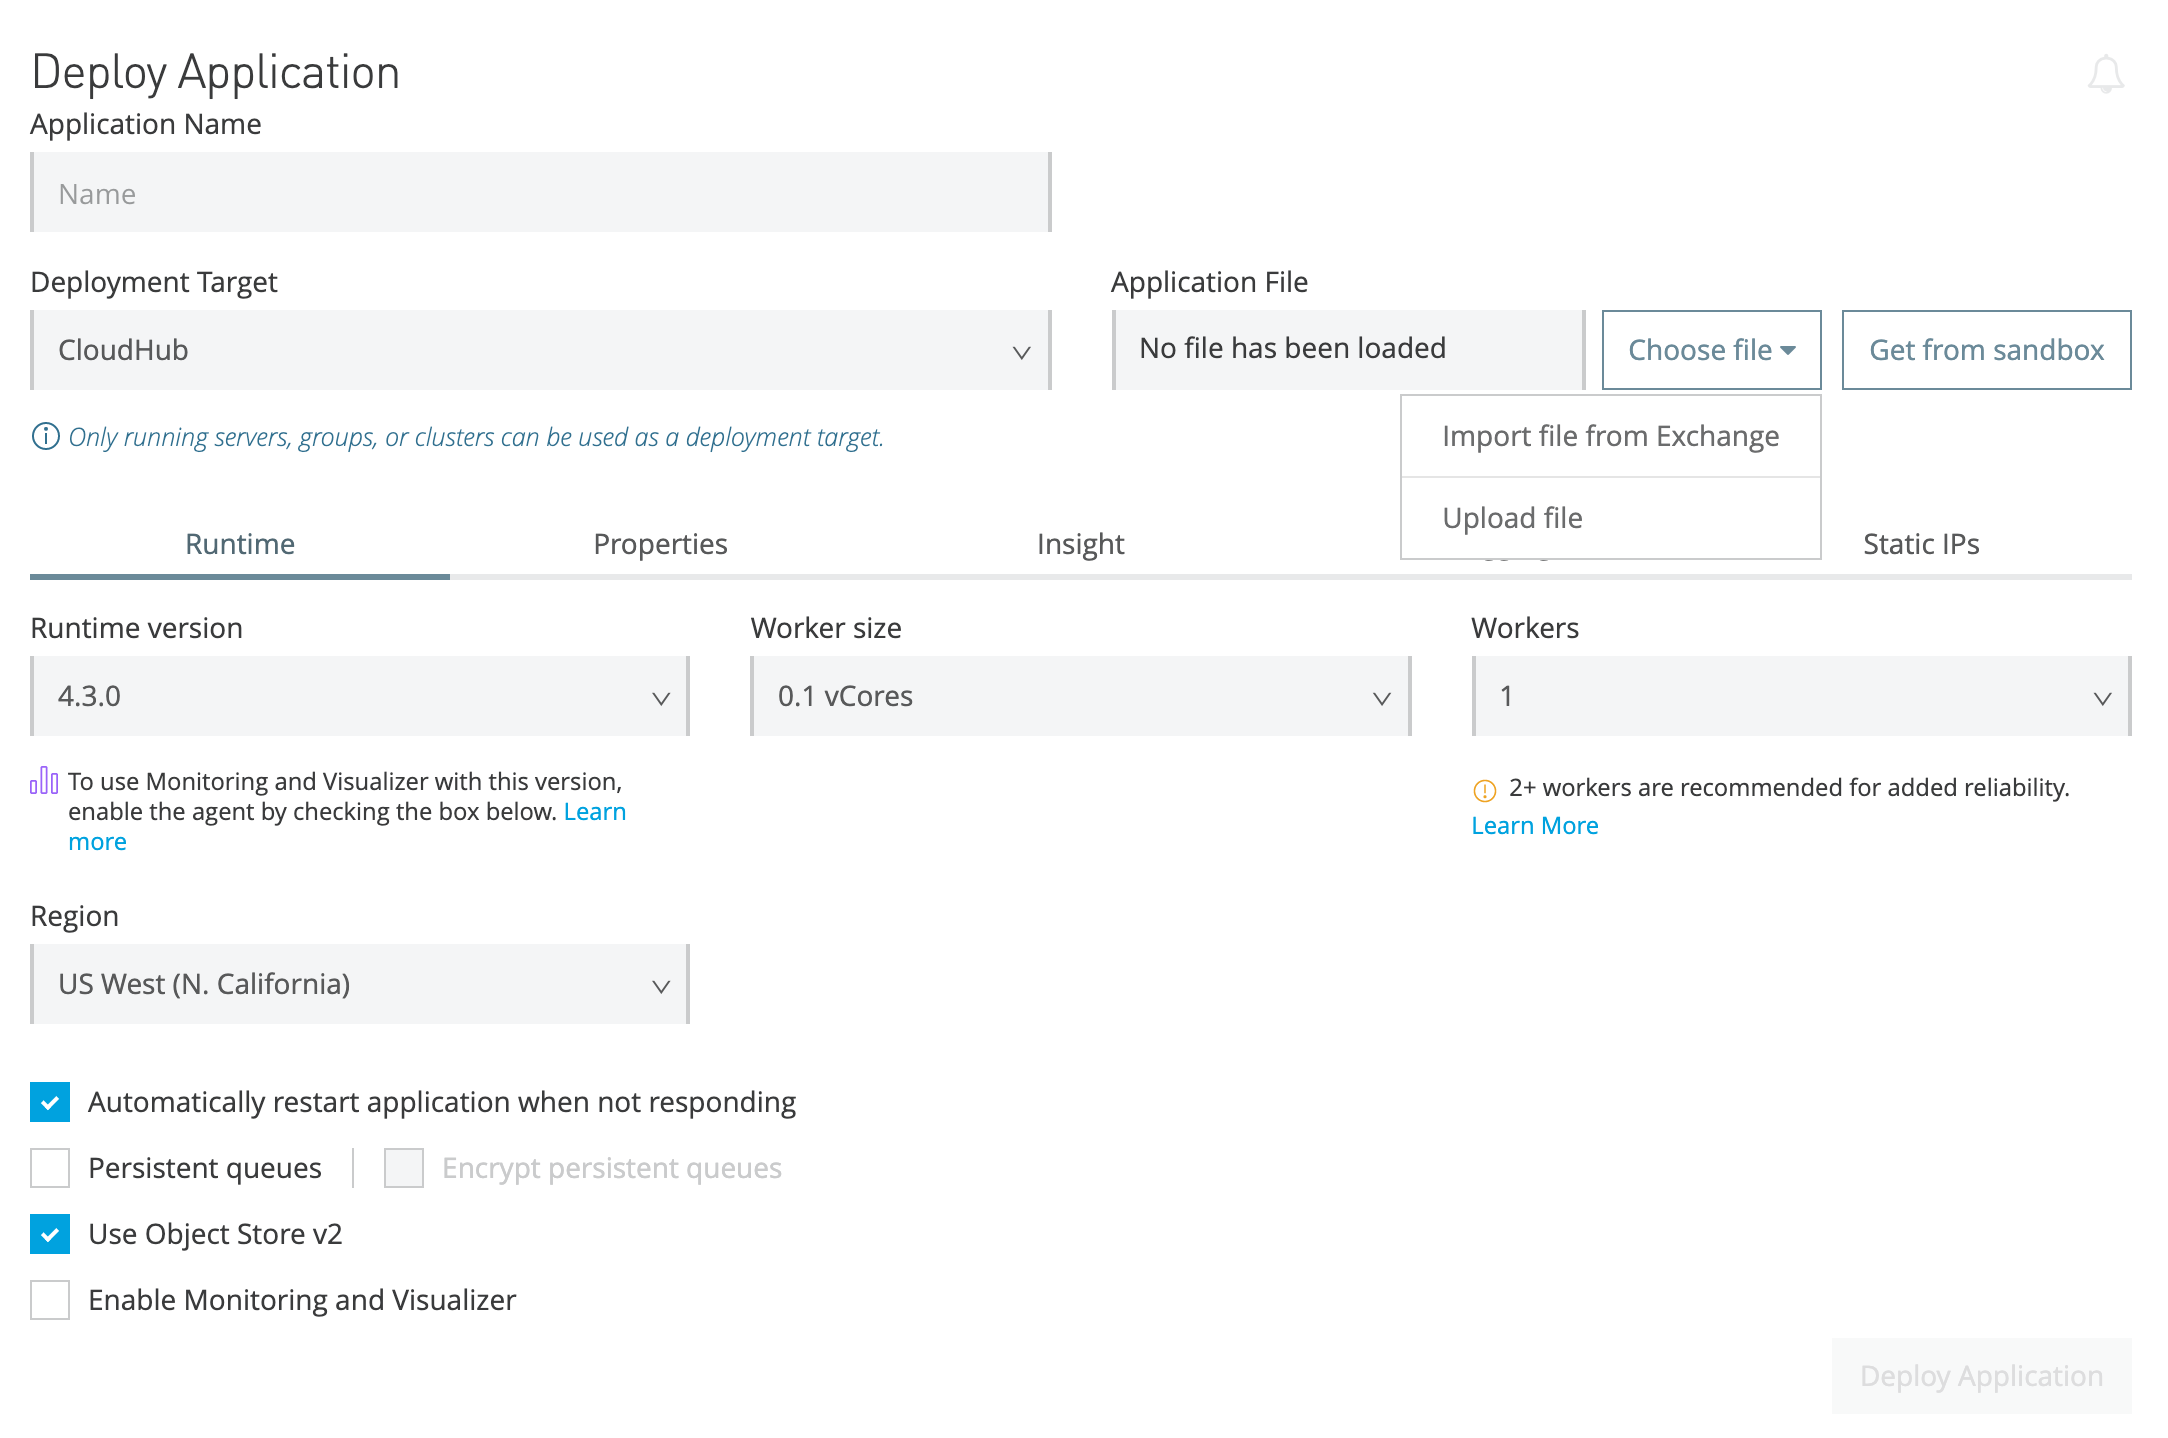 Deploy Application
Application Name
Name
Deployment Target
Application File
CloudHub
No file has been loaded
Choose file
Get from sandbox
Only running servers, groups, or clusters can be used as a deployment target.
Import file from Exchange
Upload file
Runtime
Properties
Insight
Static IPs
Runtime version
Worker size
Workers
4.3.0
0.1 vCores
1
To use Monitoring and Visualizer with this version,
enable the agent by checking the box below. Learn
more
2+ workers are recommended for added reliability.
Learn More
Region
US West (N. California)
Automatically restart application when not responding
Persistent queues
Encrypt persistent queues
Use Object Store v2
Enable Monitoring and Visualizer
Deploy Application